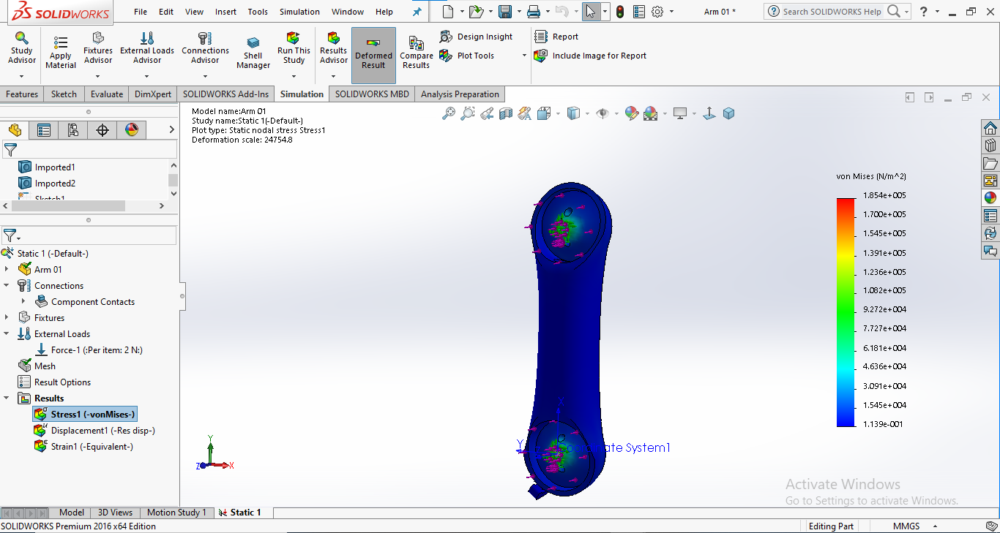 SOLIDWORKS File Edit View Insert Tools Simulation Window Help Arm 01 * Search SOLIDWORKS Help ?
Study Advisor
Apply Material
Fixtures Advisor
External Loads Advisor
Connections Advisor
Shell Manager
Run This Study
Results Advisor
Deformed Result
Compare Results
Design Insight
Plot Tools
Report
Include Image for Report
Features Sketch Evaluate DimXpert SOLIDWORKS Add-Ins Simulation SOLIDWORKS MBD Analysis Preparation
Model name:Arm 01
Study name:Static 1(-Default-)
Plot type: Static nodal stress Stress1
Deformation scale: 24754.8
Imported1
Imported2
Sketch1
Static 1 (-Default-)
Arm 01
Connections
Component Contacts
Fixtures
External Loads
Force-1 (:Per item: 2 N:)
Mesh
Result Options
Results
Stress1 (-vonMises-)
Displacement1 (-Res disp-)
Strain1 (-Equivalent-)
von Mises (N/m^2)
1.854e+005
1.700e+005
1.545e+005
1.391e+005
1.236e+005
1.082e+005
9.272e+004
7.727e+004
6.181e+004
4.636e+004
3.091e+004
1.545e+004
1.139e-001
X
Y
Coordinate System1
Y
Z X
Activate Windows
Go to Settings to activate Windows.
Model 3D Views Motion Study 1 Static 1
SOLIDWORKS Premium 2016 x64 Edition Editing Part MMGS